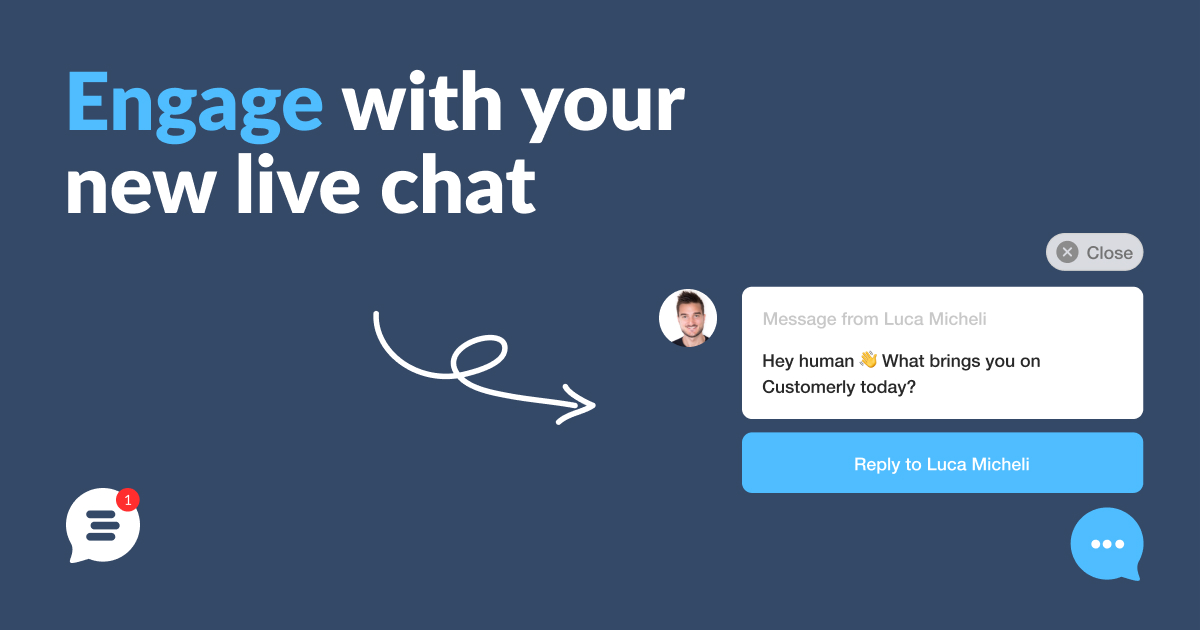 Engage with your
new live chat
Close
Message from Luca Micheli
Hey human 👋 What brings you on
Customerly today?
Reply to Luca Micheli
1